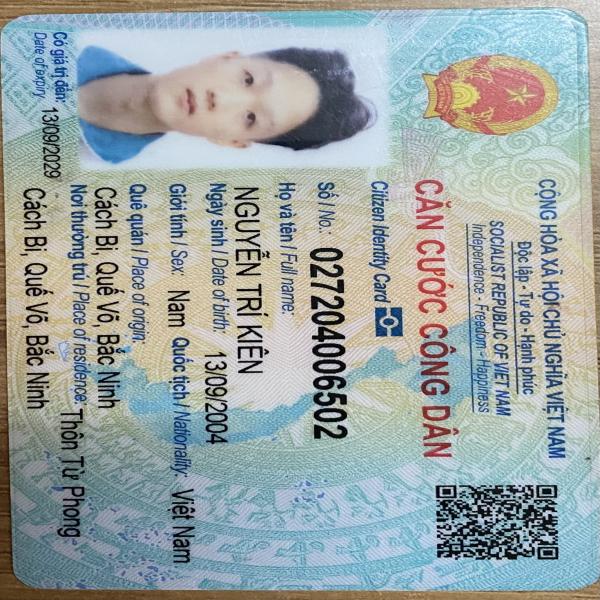 CỘNG HÒA XÃ HỘI CHỦ NGHĨA VIỆT NAM
Độc lập - Tự do - Hạnh phúc
SOCIALIST REPUBLIC OF VIET NAM
Independence - Freedom - Happiness
CĂN CƯỚC CÔNG DÂN
Citizen Identity Card
Số / No.: 027204006502
Họ và tên / Full name:
NGUYỄN TRÍ KIÊN
Ngày sinh / Date of birth: 13/09/2004
Giới tính / Sex: Nam Quốc tịch / Nationality: Việt Nam
Quê quán / Place of origin:
Cách Bi, Quế Võ, Bắc Ninh
Nơi thường trú / Place of residence: Thôn Từ Phong
Cách Bi, Quế Võ, Bắc Ninh
Có giá trị đến: 13/09/2029
Date of expiry